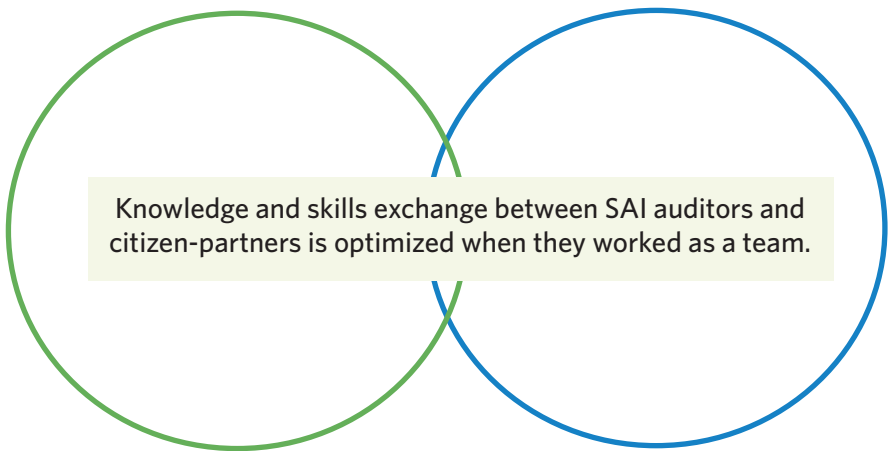 Knowledge and skills exchange between SAI auditors and
citizen-partners is optimized when they worked as a team.